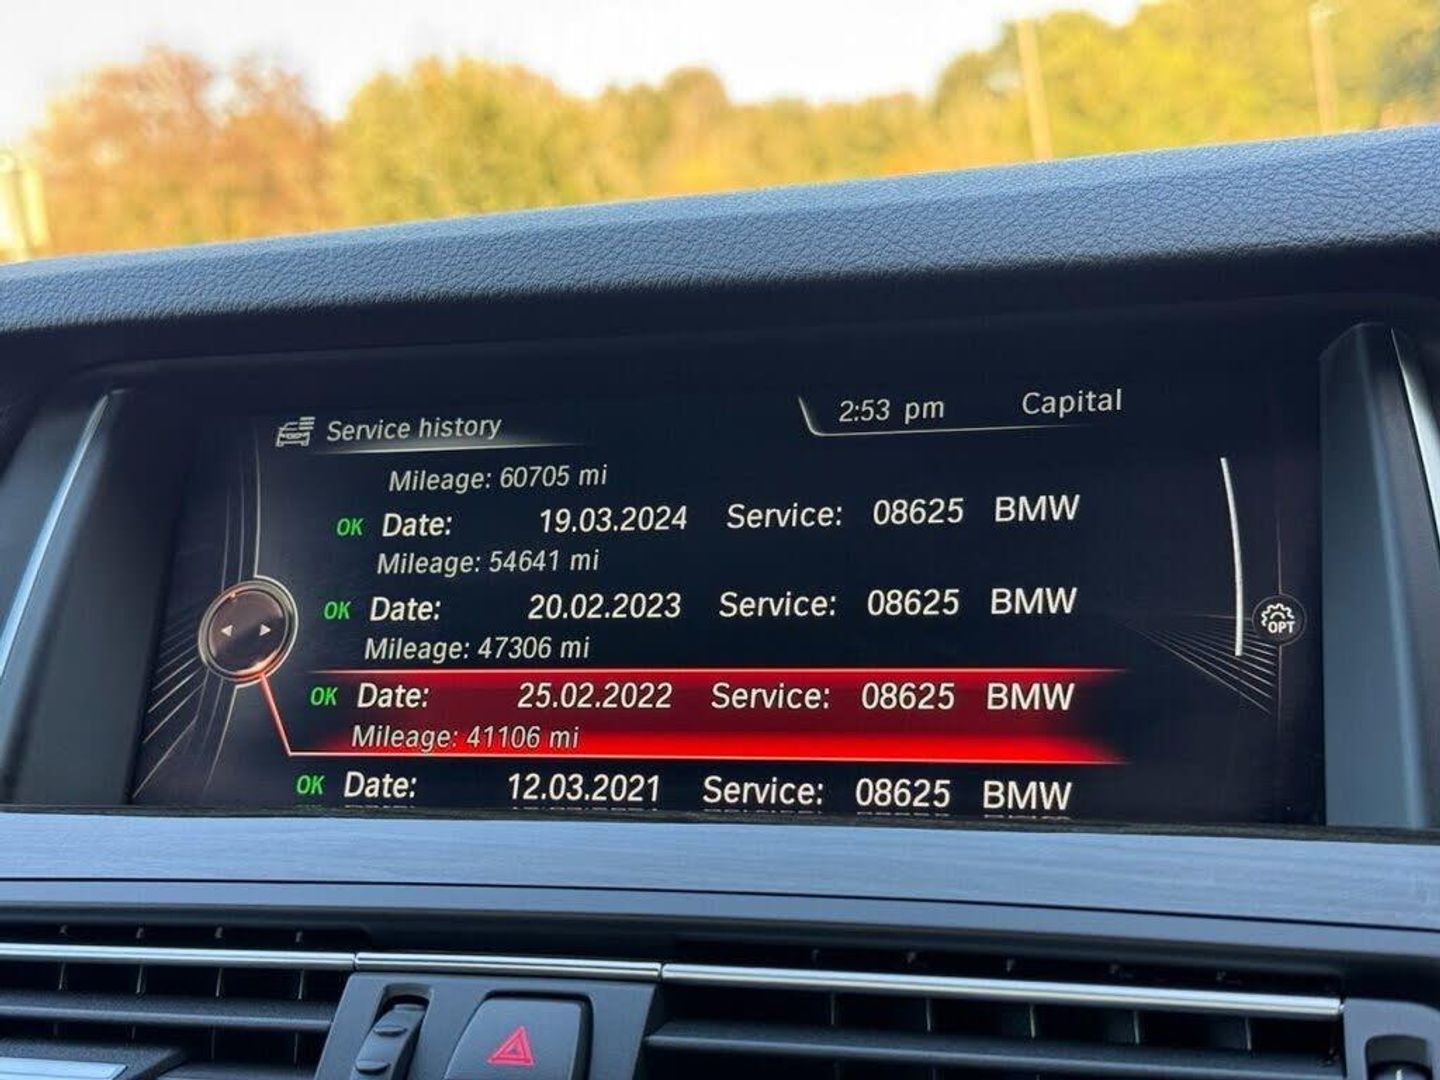 Service history 2:53 pm Capital
Mileage: 60705 mi
OK Date: 19.03.2024 Service: 08625 BMW
Mileage: 54641 mi
OK Date: 20.02.2023 Service: 08625 BMW
Mileage: 47306 mi
OK Date: 25.02.2022 Service: 08625 BMW
Mileage: 41106 mi
OK Date: 12.03.2021 Service: 08625 BMW
OPT